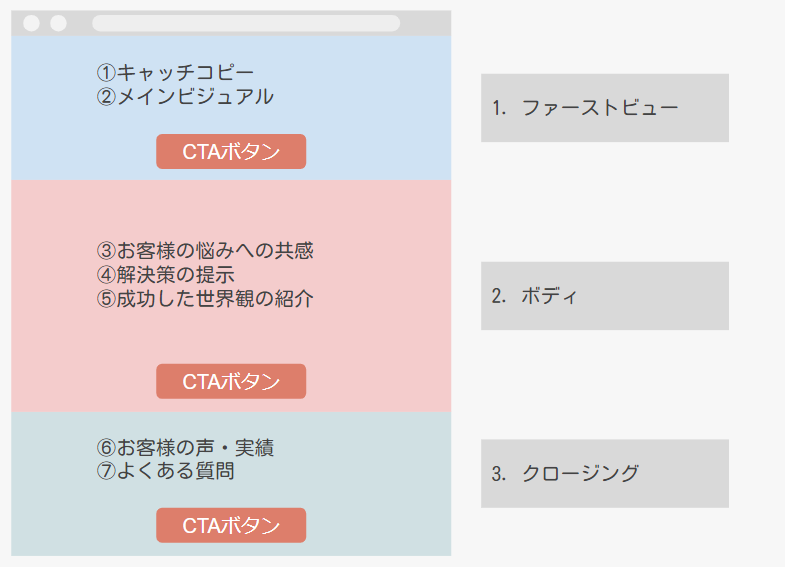 ①キャッチコピー
②メインビジュアル
CTAボタン
1. ファーストビュー
③お客様の悩みへの共感
④解決策の提示
⑤成功した世界観の紹介
CTAボタン
2. ボディ
⑥お客様の声・実績
⑦よくある質問
CTAボタン
3. クロージング